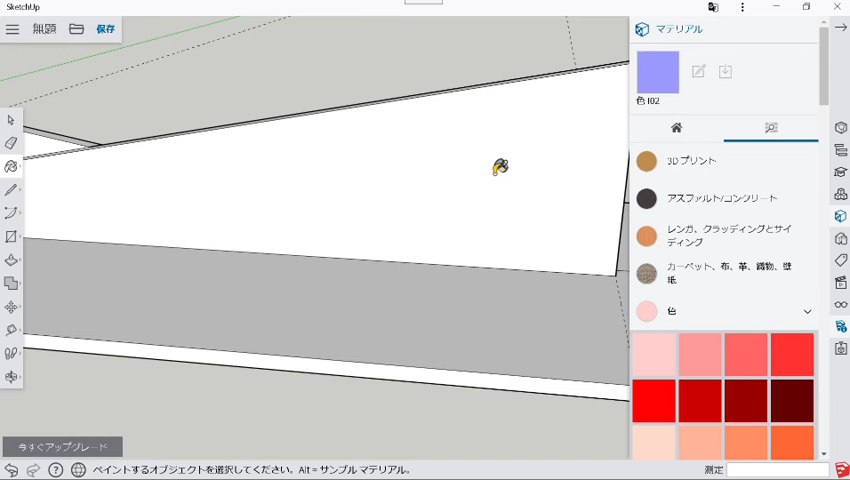 SketchUp
無題 保存
マテリアル
色 I02
3D プリント
アスファルト/コンクリート
レンガ、クラッディングとサイ
ディング
カーペット、布、革、織物、壁
紙
色
今すぐアップグレード
ペイントするオブジェクトを選択してください。Alt = サンプル マテリアル。
測定